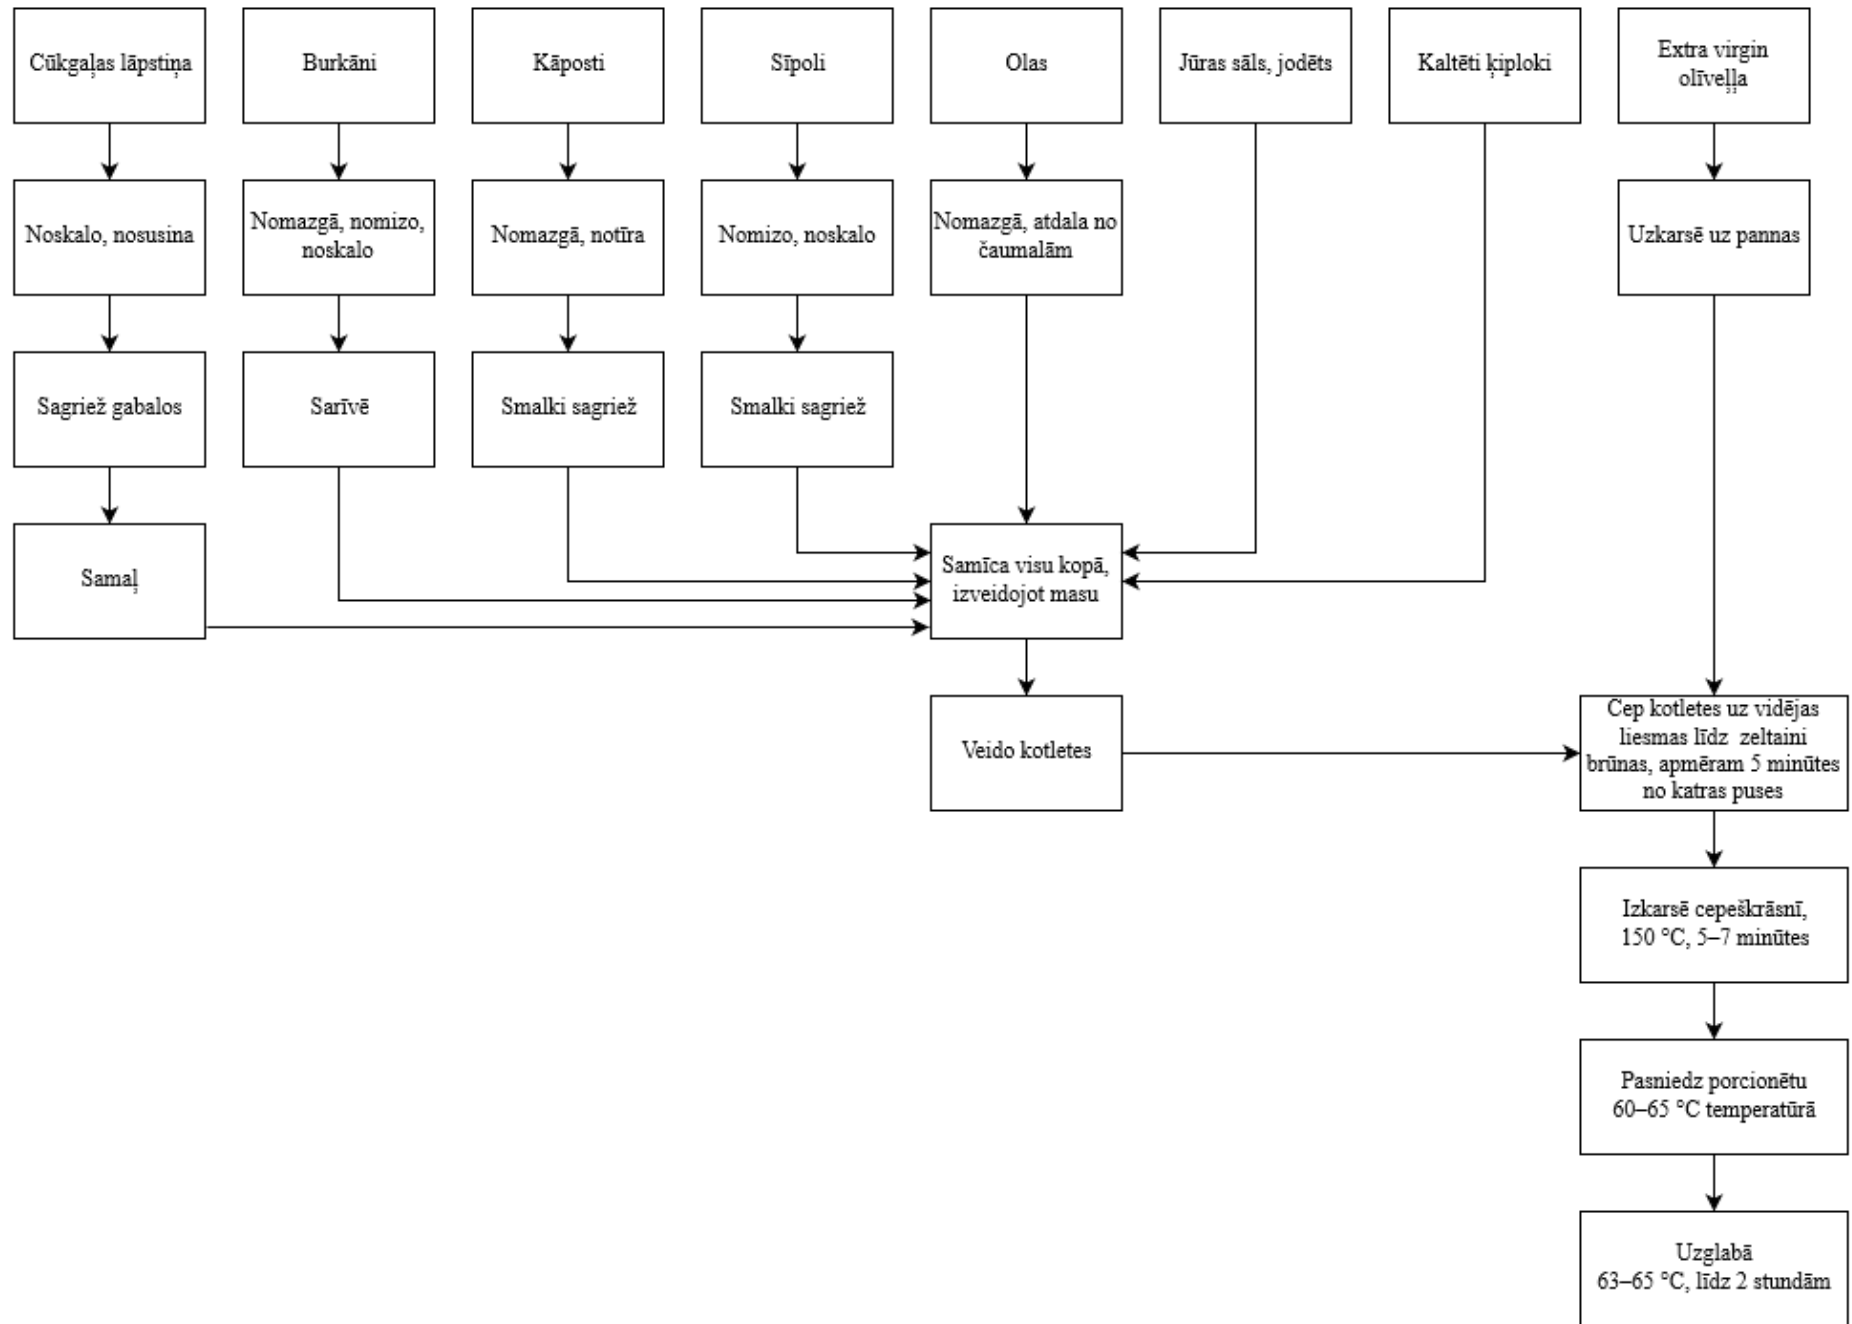 Cūkgaļas lāpstiņa
Burkāni
Kāposti
Sīpoli
Olas
Jūras sāls, jodēts
Kaltēti ķiploki
Extra virgin
olīveļļa
Noskalo, nosusina
Nomazgā, nomizo,
noskalo
Nomazgā, notīra
Nomizo, noskalo
Nomazgā, atdala no
čaumalām
Uzkarsē uz pannas
Sagriež gabalos
Sarīvē
Smalki sagriež
Smalki sagriež
Samaļ
Samīca visu kopā,
izveidojot masu
Veido kotletes
Cep kotletes uz vidējas
liesmas līdz zeltaini
brūnas, apmēram 5 minūtes
no katras puses
Izkarsē cepeškrāsnī,
150 °C, 5–7 minūtes
Pasniedz porcionētu
60–65 °C temperatūrā
Uzglabā
63–65 °C, līdz 2 stundām